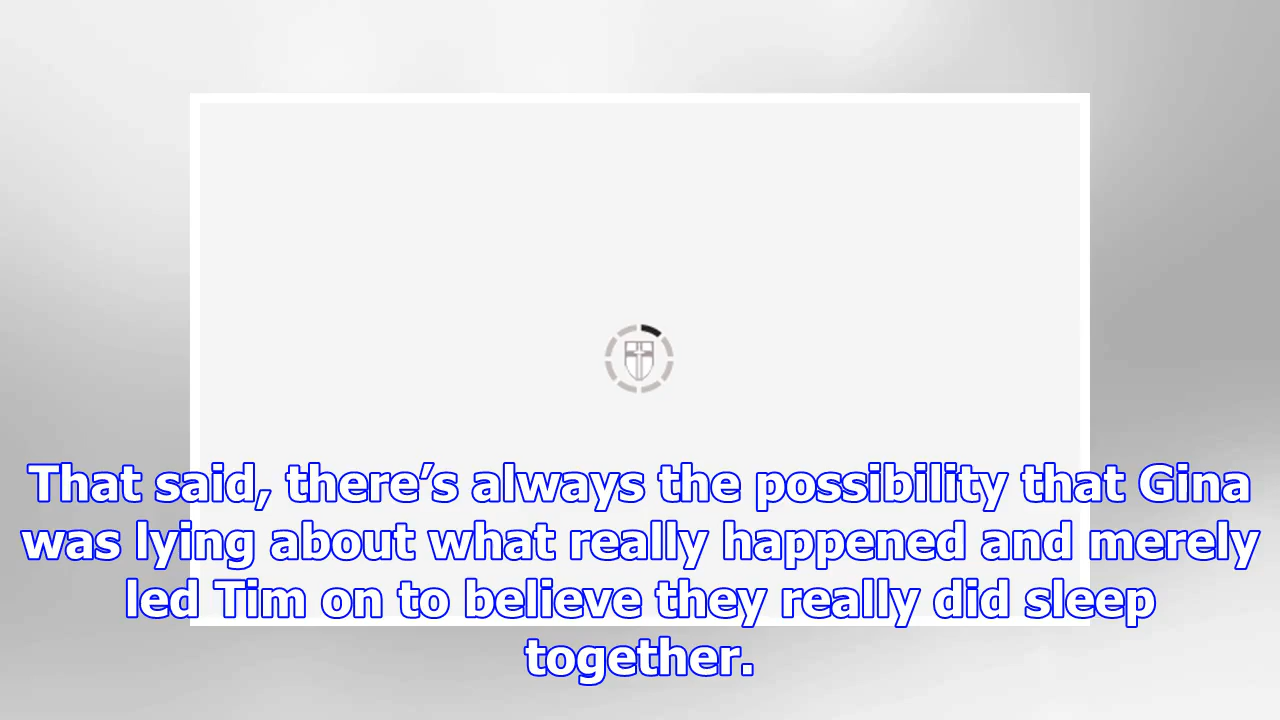 That said, there’s always the possibility that Gina
was lying about what really happened and merely
led Tim on to believe they really did sleep
together.